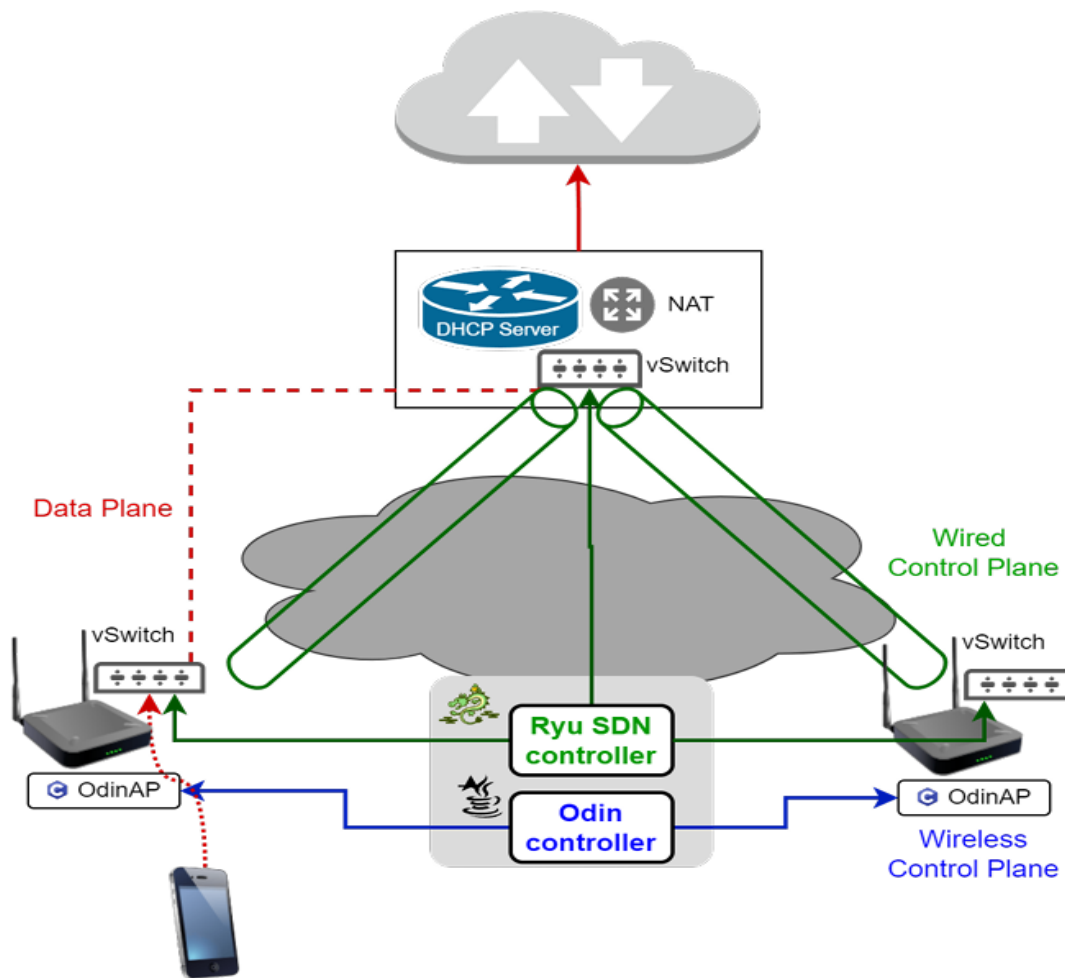 DHCP Server
NAT
vSwitch
Data Plane
Wired
Control Plane
vSwitch
vSwitch
Ryu SDN
controller
C OdinAP
Odin
controller
C OdinAP
Wireless
Control Plane